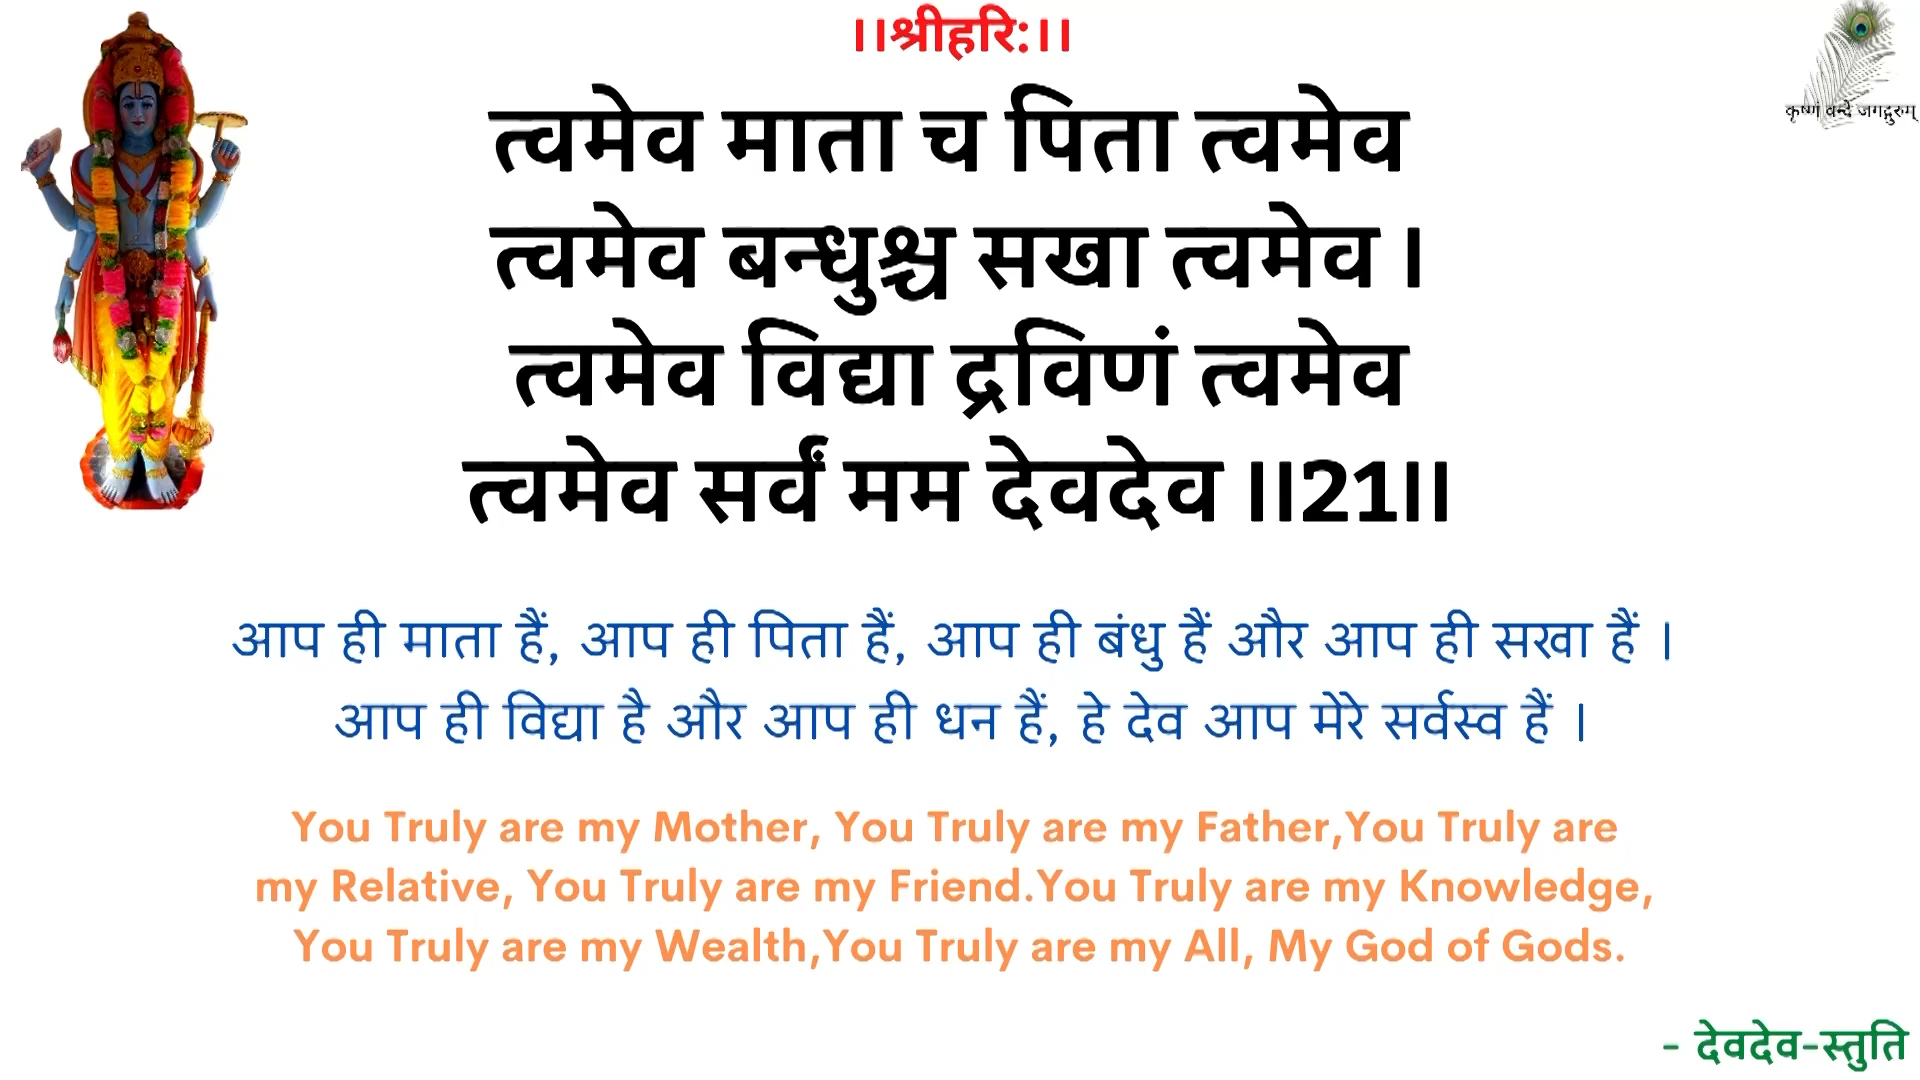 ।।श्रीहरि:।।
कृष्णं वन्दे जगद्गुरुम्
त्वमेव माता च पिता त्वमेव
त्वमेव बन्धुश्च सखा त्वमेव ।
त्वमेव विद्या द्रविणं त्वमेव
त्वमेव सर्वं मम देवदेव ।।21।।
आप ही माता हैं, आप ही पिता हैं, आप ही बंधु हैं और आप ही सखा हैं ।
आप ही विद्या है और आप ही धन हैं, हे देव आप मेरे सर्वस्व हैं ।
You Truly are my Mother, You Truly are my Father,You Truly are
my Relative, You Truly are my Friend.You Truly are my Knowledge,
You Truly are my Wealth,You Truly are my All, My God of Gods.
- देवदेव-स्तुति